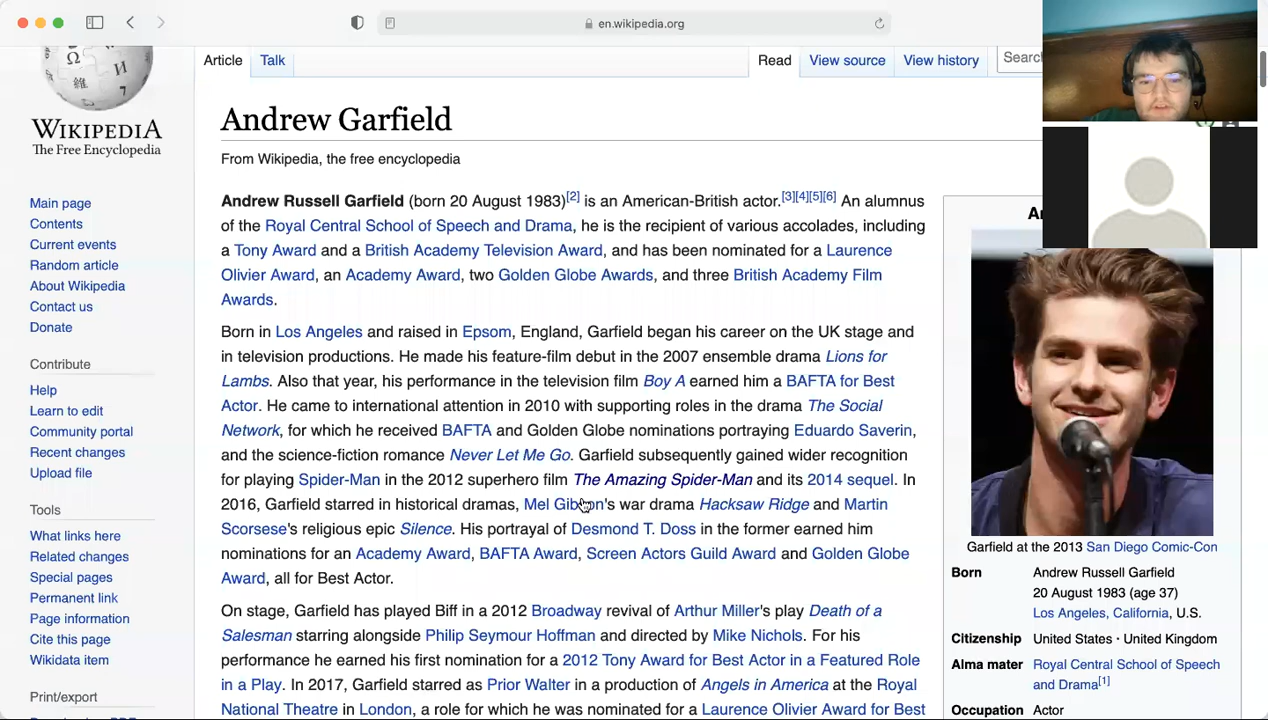 en.wikipedia.org
Article
Talk
Read
View source
View history
Search
WIKIPEDIA
The Free Encyclopedia
Main page
Contents
Current events
Random article
About Wikipedia
Contact us
Donate
Contribute
Help
Learn to edit
Community portal
Recent changes
Upload file
Tools
What links here
Related changes
Special pages
Permanent link
Page information
Cite this page
Wikidata item
Print/export
Andrew Garfield
From Wikipedia, the free encyclopedia
Andrew Russell Garfield (born 20 August 1983)[2] is an American-British actor.[3][4][5][6] An alumnus
of the Royal Central School of Speech and Drama, he is the recipient of various accolades, including
a Tony Award and a British Academy Television Award, and has been nominated for a Laurence
Olivier Award, an Academy Award, two Golden Globe Awards, and three British Academy Film
Awards.
Born in Los Angeles and raised in Epsom, England, Garfield began his career on the UK stage and
in television productions. He made his feature-film debut in the 2007 ensemble drama Lions for
Lambs. Also that year, his performance in the television film Boy A earned him a BAFTA for Best
Actor. He came to international attention in 2010 with supporting roles in the drama The Social
Network, for which he received BAFTA and Golden Globe nominations portraying Eduardo Saverin,
and the science-fiction romance Never Let Me Go. Garfield subsequently gained wider recognition
for playing Spider-Man in the 2012 superhero film The Amazing Spider-Man and its 2014 sequel. In
2016, Garfield starred in historical dramas, Mel Gibson's war drama Hacksaw Ridge and Martin
Scorsese's religious epic Silence. His portrayal of Desmond T. Doss in the former earned him
nominations for an Academy Award, BAFTA Award, Screen Actors Guild Award and Golden Globe
Award, all for Best Actor.
On stage, Garfield has played Biff in a 2012 Broadway revival of Arthur Miller's play Death of a
Salesman starring alongside Philip Seymour Hoffman and directed by Mike Nichols. For his
performance he earned his first nomination for a 2012 Tony Award for Best Actor in a Featured Role
in a Play. In 2017, Garfield starred as Prior Walter in a production of Angels in America at the Royal
National Theatre in London, a role for which he was nominated for a Laurence Olivier Award for Best
Garfield at the 2013 San Diego Comic-Con
Born Andrew Russell Garfield
20 August 1983 (age 37)
Los Angeles, California, U.S.
Citizenship United States · United Kingdom
Alma mater Royal Central School of Speech
and Drama[1]
Occupation Actor